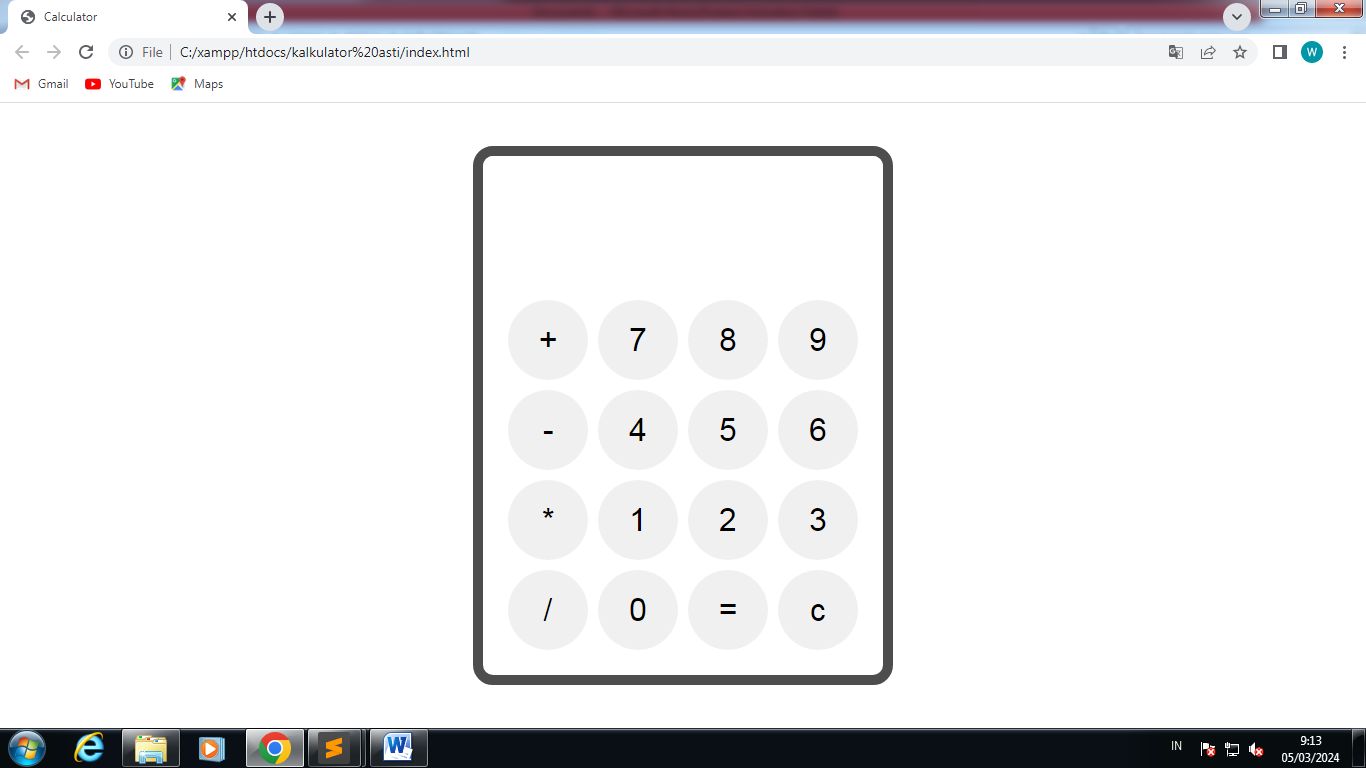 Calculator
File
C:/xampp/htdocs/kalkulator%20asti/index.html
W
Gmail YouTube Maps
+ 7 8 9
- 4 5 6
* 1 2 3
/ 0 = c
IN
9:13
05/03/2024